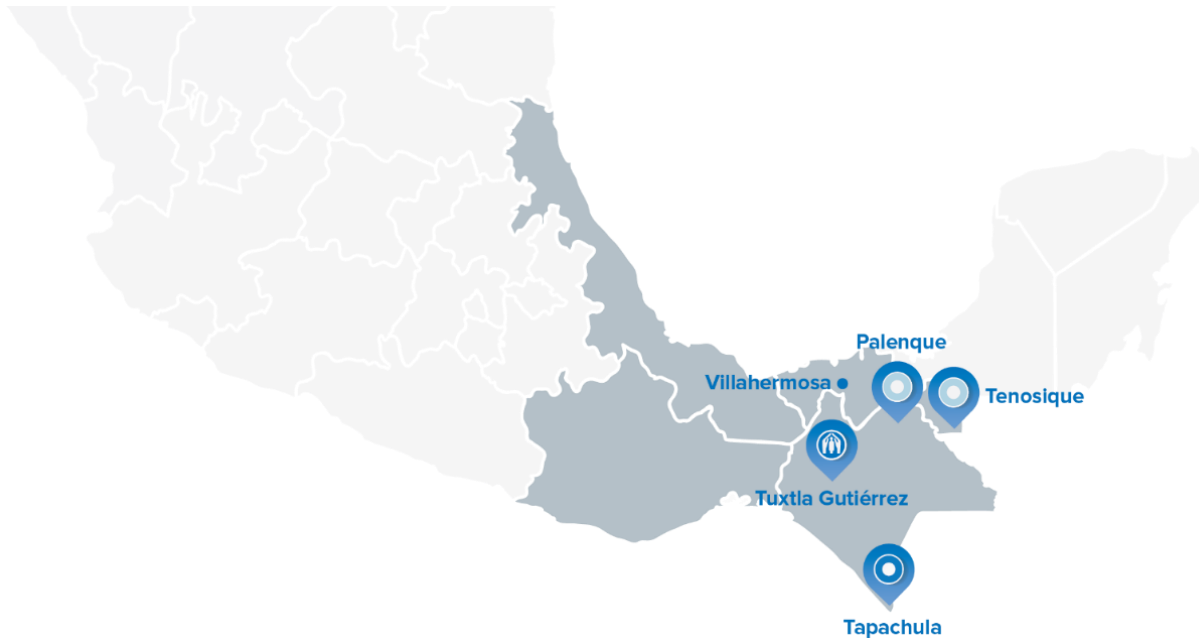 Palenque
Villahermosa
Tenosique
Tuxtla Gutiérrez
Tapachula